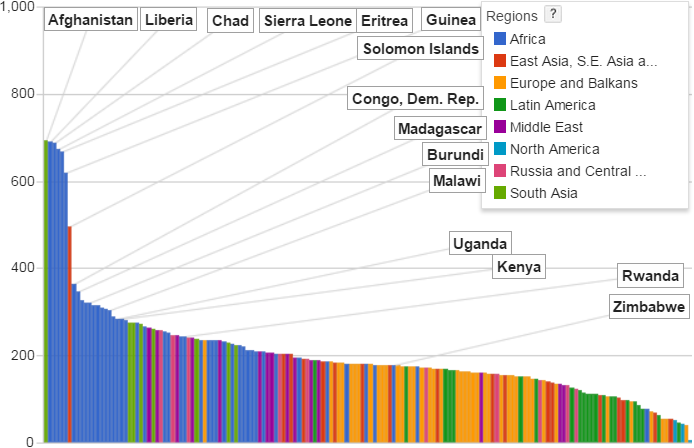 1,000
Afghanistan
Liberia
Chad
Sierra Leone
Eritrea
Guinea
Solomon Islands
Regions ?
Africa
East Asia, S.E. Asia a...
Europe and Balkans
Latin America
Middle East
North America
Russia and Central ...
South Asia
800
Congo, Dem. Rep.
Madagascar
Burundi
Malawi
600
Uganda
Kenya
400
Rwanda
Zimbabwe
200
0